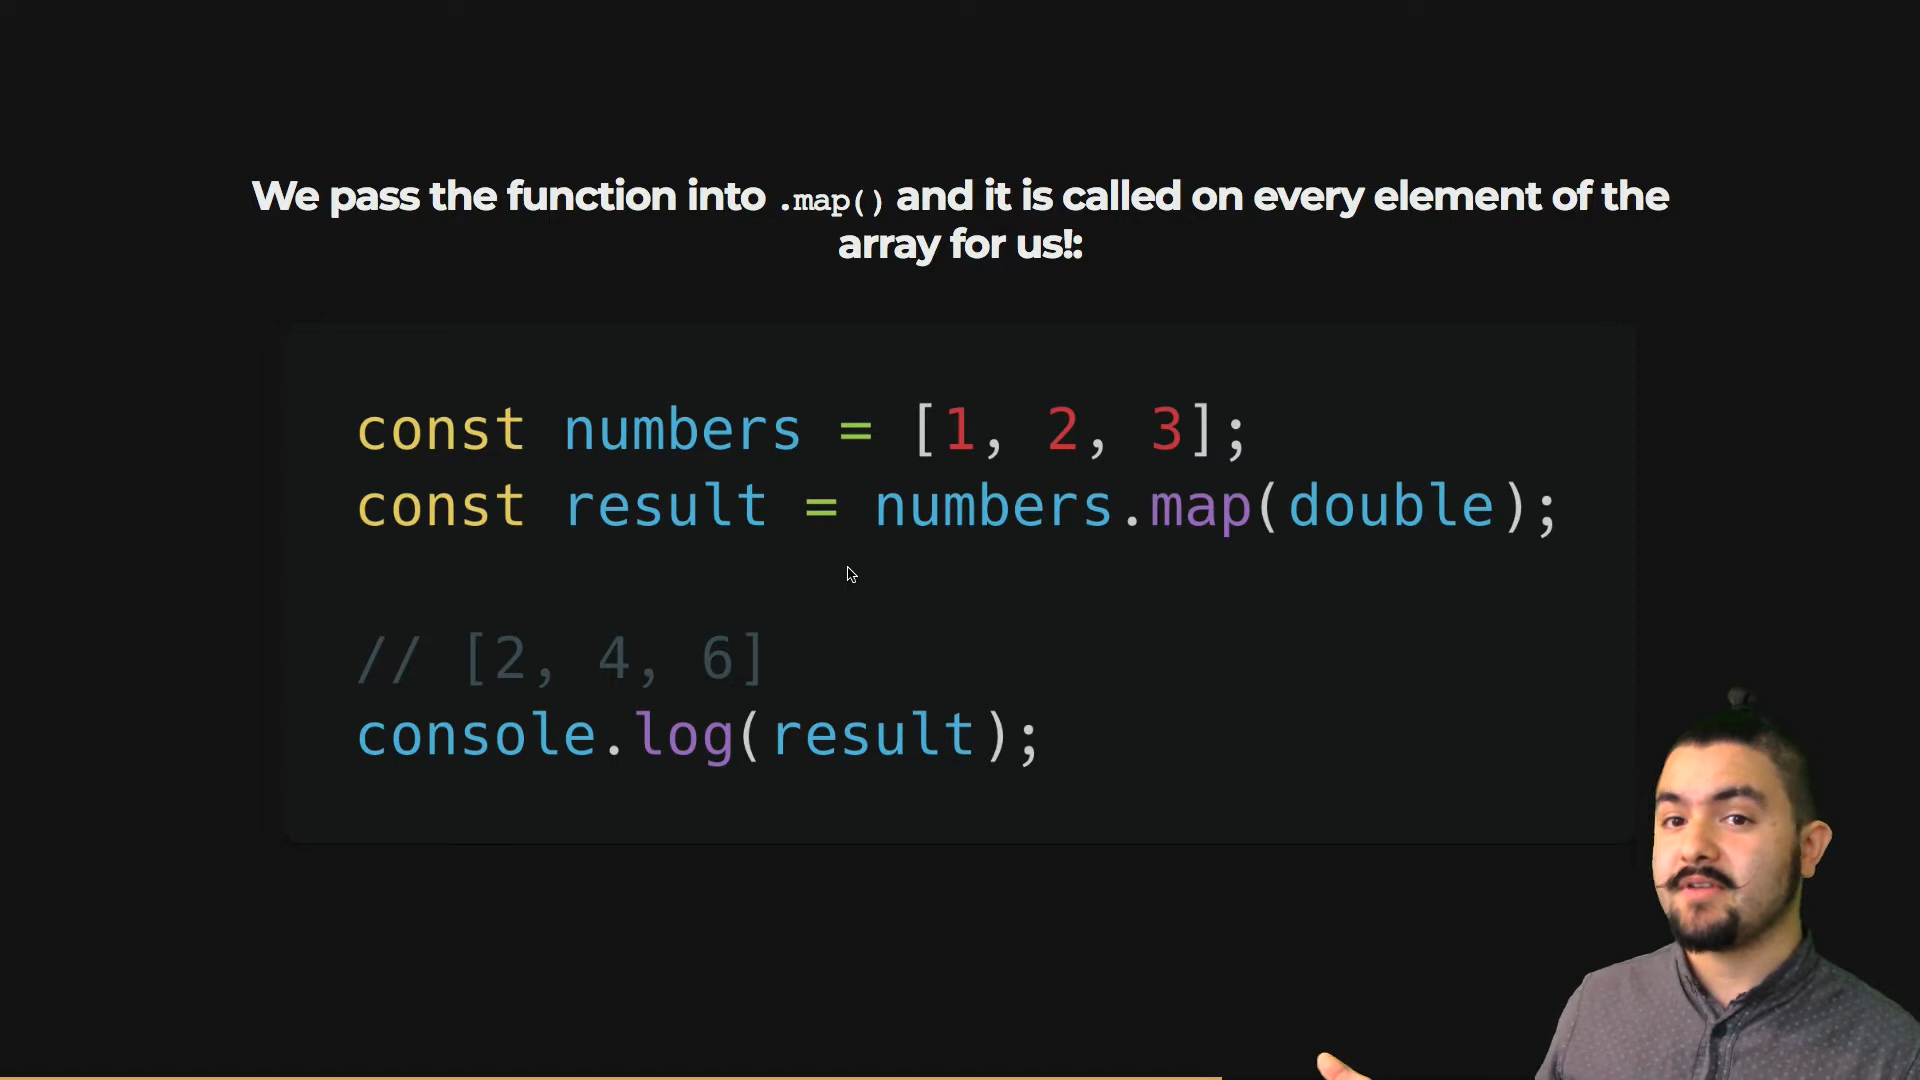 We pass the function into .map() and it is called on every element of the
array for us!:
const numbers = [1, 2, 3];
const result = numbers.map(double);
// [2, 4, 6]
console.log(result);